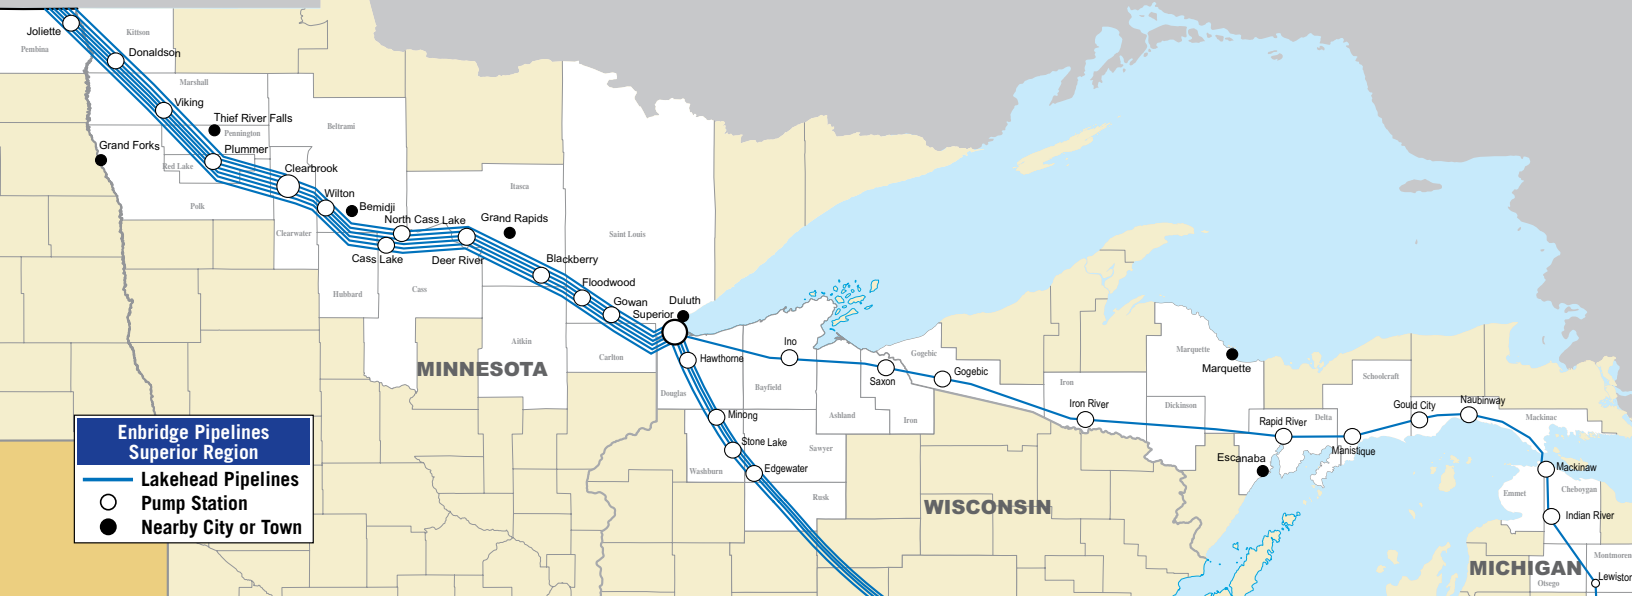 Joliette
Kittson
Pembina
Donaldson
Marshall
Viking
Thief River Falls
Pennington
Beltrami
Grand Forks
Plummer
Red Lake
Clearbrook
Itasca
Wilton
Polk
Bemidji
North Cass Lake
Grand Rapids
Clearwater
Saint Louis
Cass Lake
Deer River
Blackberry
Floodwood
Hubbard
Cass
Gowan
Duluth
Superior
Aitkin
Carlton
MINNESOTA
Hawthorne
Ino
Douglas
Bayfield
Saxon
Gogebic
Gogebic
Ashland
Iron
Minong
Stone Lake
Sawyer
Washburn
Edgewater
Rusk
WISCONSIN
Iron
Iron River
Dickinson
Marquette
Marquette
Escanaba
Rapid River
Delta
Schoolcraft
Manistique
Gould City
Naubinway
Mackinac
Mackinaw
Emmet
Cheboygan
Indian River
Montmoren
MICHIGAN
Otsego
Lewiston
Enbridge Pipelines
Superior Region
Lakehead Pipelines
Pump Station
Nearby City or Town